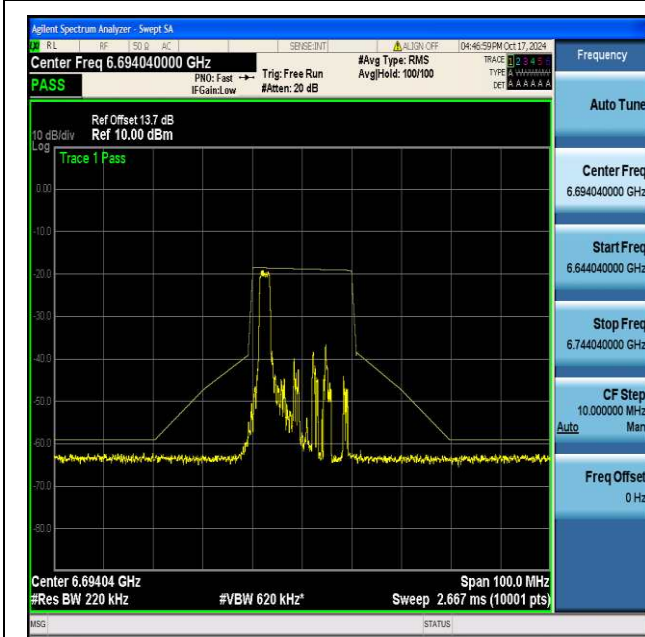 Agilent Spectrum Analyzer - Swept SA
RL RF 50 Ω AC SENSE:INT ALIGN OFF 04:46:59PM Oct 17, 2024
Center Freq 6.694040000 GHz
PASS
PNO: Fast
IFGain:Low
Trig: Free Run
#Atten: 20 dB
#Avg Type: RMS
Avg|Hold: 100/100
TRACE 1 2 3 4 5 6
TYPE A
DET A A A A A A
Ref Offset 13.7 dB
10 dB/div Ref 10.00 dBm
Log
Trace 1 Pass
0.00
-10.0
-20.0
-30.0
-40.0
-50.0
-60.0
-70.0
-80.0
Center 6.69404 GHz Span 100.0 MHz
#Res BW 220 kHz #VBW 620 kHz* Sweep 2.667 ms (10001 pts)
MSG STATUS
Frequency
Auto Tune
Center Freq
6.694040000 GHz
Start Freq
6.644040000 GHz
Stop Freq
6.744040000 GHz
CF Step
10.000000 MHz
Auto Man
Freq Offset
0 Hz